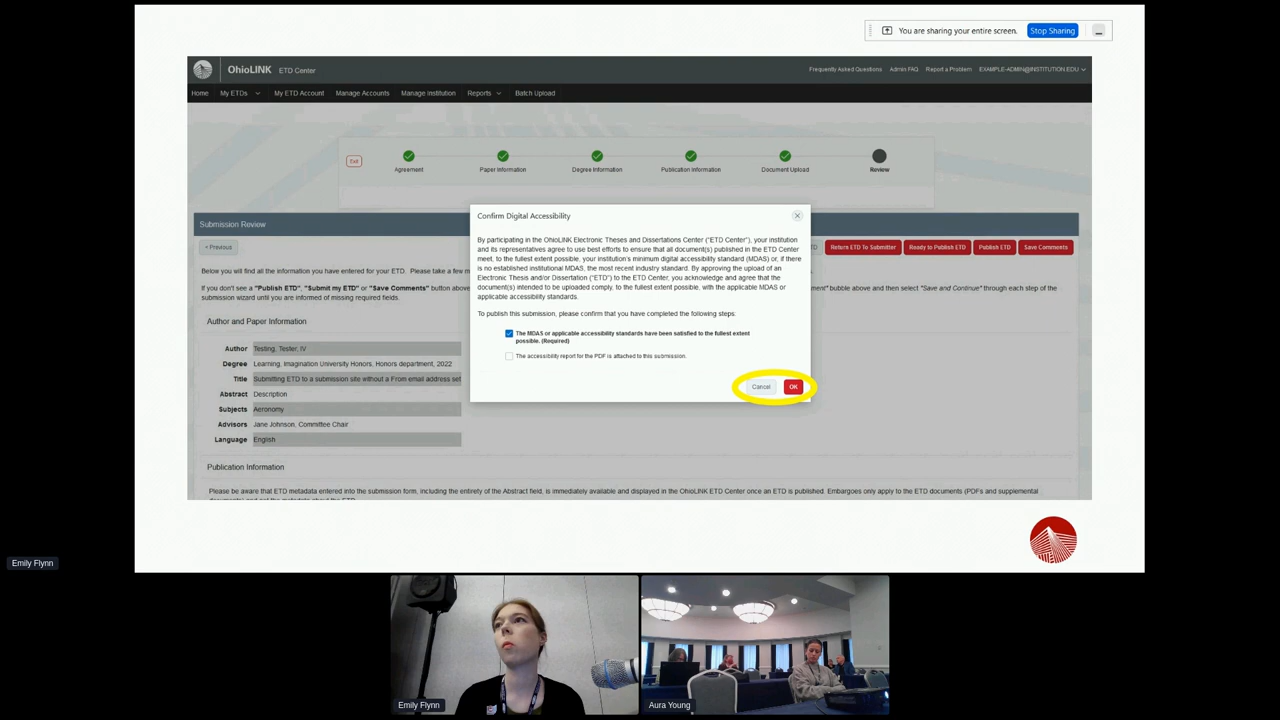 You are sharing your entire screen. Stop Sharing
OhioLINK ETD Center
Frequently Asked Questions Admin FAQ Report a Problem EXAMPLE-ADMIN@INSTITUTION.EDU
Home My ETDs My ETD Account Manage Accounts Manage Institution Reports Batch Upload
Exit
Agreement Paper Information Degree Information Publication Information Document Upload Review
Submission Review
< Previous
Return ETD To Submitter Ready to Publish ETD Publish ETD Save Comments
Confirm Digital Accessibility
By participating in the OhioLINK Electronic Theses and Dissertations Center ("ETD Center"), your institution
and its representatives agree to use best efforts to ensure that all document(s) published in the ETD Center
meet, to the fullest extent possible, your institution's minimum digital accessibility standard (MDAS) or, if there
is no established institutional MDAS, the most recent industry standard. By approving the upload of an
Electronic Thesis and/or Dissertation ("ETD") to the ETD Center, you acknowledge and agree that the
document(s) intended to be uploaded comply, to the fullest extent possible, with the applicable MDAS or
applicable accessibility standards.
To publish this submission, please confirm that you have completed the following steps:
The MDAS or applicable accessibility standards have been satisfied to the fullest extent
possible. (Required)
The accessibility report for the PDF is attached to this submission.
Cancel OK
Below you will find all the information you have entered for your ETD. Please take a few m
If you don't see a "Publish ETD", "Submit my ETD" or "Save Comments" button above
ment" bubble above and then select "Save and Continue" through each step of the
submission wizard until you are informed of missing required fields.
Author and Paper Information
Author Testing, Tester, IV
Degree Learning, Imagination University Honors, Honors department, 2022
Title Submitting ETD to a submission site without a From email address set
Abstract Description
Subjects Aeronomy
Advisors Jane Johnson, Committee Chair
Language English
Publication Information
Please be aware that ETD metadata entered into the submission form, including the entirety of the Abstract field, is immediately available and displayed in the OhioLINK ETD Center once an ETD is published. Embargoes only apply to the ETD documents (PDFs and supplemental
Emily Flynn
Emily Flynn
Aura Young